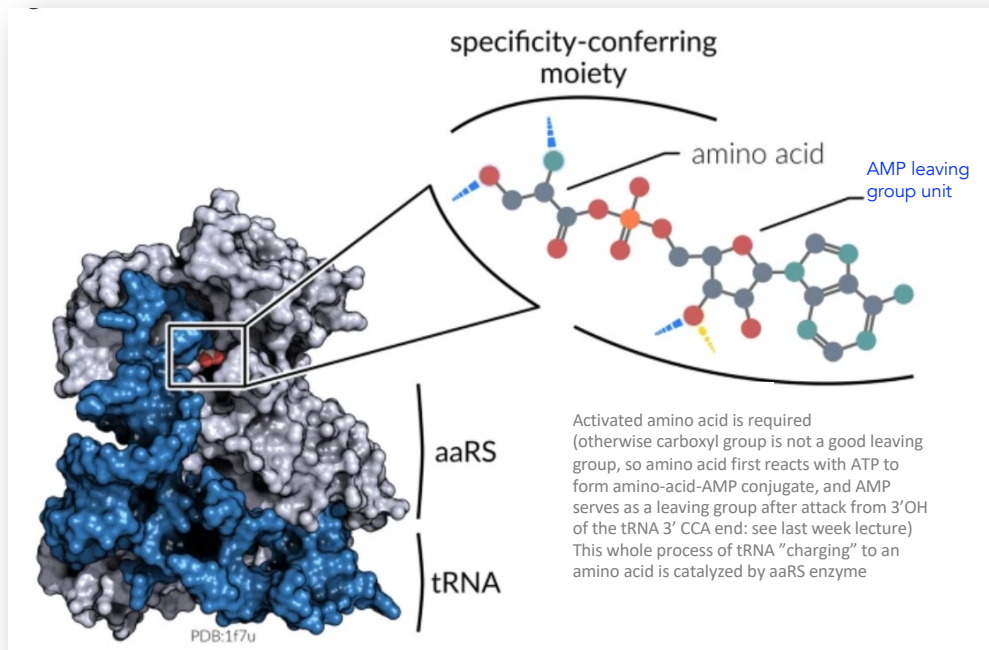 specificity-conferring
moiety
amino acid
AMP leaving
group unit
aaRS
tRNA
PDB:1f7u
Activated amino acid is required
(otherwise carboxyl group is not a good leaving
group, so amino acid first reacts with ATP to
form amino-acid-AMP conjugate, and AMP
serves as a leaving group after attack from 3’OH
of the tRNA 3’ CCA end: see last week lecture)
This whole process of tRNA ”charging” to an
amino acid is catalyzed by aaRS enzyme